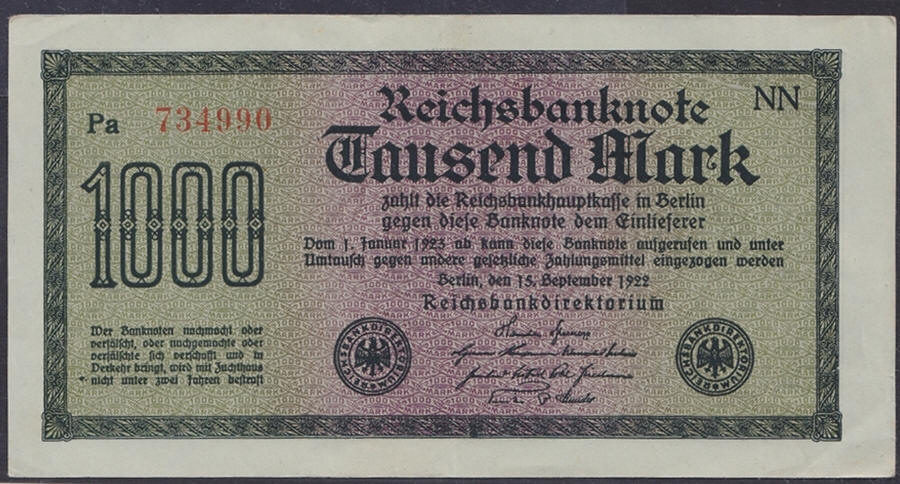 Reichsbanknote
NN
Pa 734990
Tausend Mark
1000
zahlt die Reichsbankhauptkasse in Berlin
gegen diese Banknote dem Einlieferer
Vom 1. Januar 1923 ab kann diese Banknote aufgerufen und unter
Umtausch gegen andere gesetzliche Zahlungsmittel eingezogen werden
Berlin, den 15. September 1922
Reichsbankdirektorium
Wer Banknoten nachmacht oder
verfälscht, oder nachgemachte oder
verfälschte sich verschafft und in
Verkehr bringt, wird mit Zuchthaus
nicht unter zwei Jahren bestraft
REICHSBANKDIREKTORIUM
REICHSBANKDIREKTORIUM